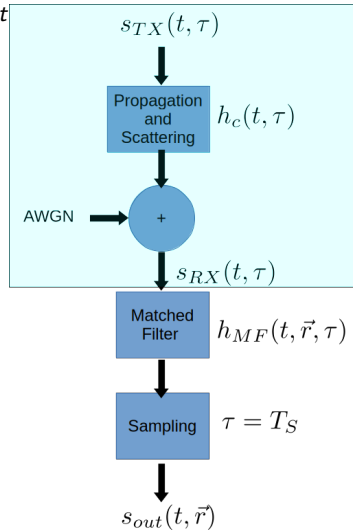 t
s_{TX}(t, τ)
Propagation
and
Scattering
h_c(t, τ)
AWGN
+
s_{RX}(t, τ)
Matched
Filter
h_{MF}(t, \vec{r}, τ)
Sampling
τ = T_S
s_{out}(t, \vec{r})